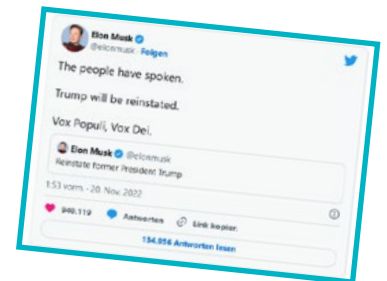 Elon Musk
@elonmusk · Folgen
The people have spoken.
Trump will be reinstated.
Vox Populi, Vox Dei.
Elon Musk @elonmusk
Reinstate former President Trump
1:53 vorm. · 20. Nov. 2022
940.119 Antworten Link kopier.
134.956 Antworten lesen